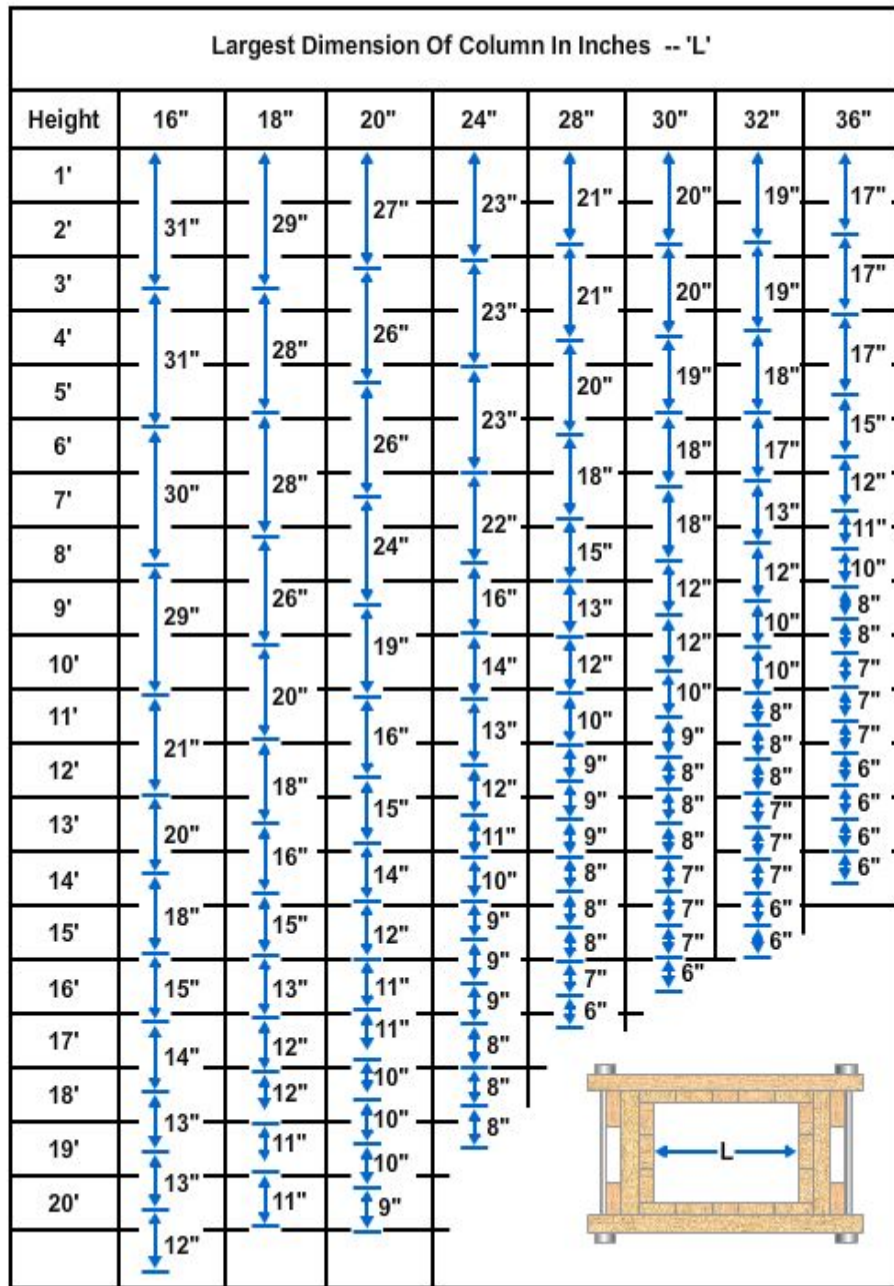 Largest Dimension Of Column In Inches -- 'L'
Height 16" 18" 20" 24" 28" 30" 32" 36"
1' 21" 20" 19" 17"
2' 31" 29" 27" 23"
3' 21" 20" 19" 17"
4' 31" 28" 26" 23" 17"
5' 20" 19" 18"
6' 26" 23" 18" 17" 15"
7' 30" 28" 22" 18" 18" 13" 12"
8' 24" 15" 12" 11" 10"
9' 29" 26" 16" 13" 12" 10" 8" 8"
10' 19" 14" 12" 12" 10" 7"
11' 20" 16" 13" 10" 10" 9" 8" 7" 7"
12' 21" 18" 12" 9" 8" 8" 8" 6"
13' 20" 15" 11" 9" 9" 8" 8" 7" 7" 6" 6"
14' 16" 14" 10" 8" 7" 7" 6"
15' 18" 15" 12" 9" 8" 8" 7" 7" 6" 6"
16' 15" 13" 11" 9" 9" 7" 6" 6"
17' 14" 12" 11" 8"
18' 13" 12" 10" 10" 8"
19' 11" 10" 8" L
20' 13" 11" 9"
12"